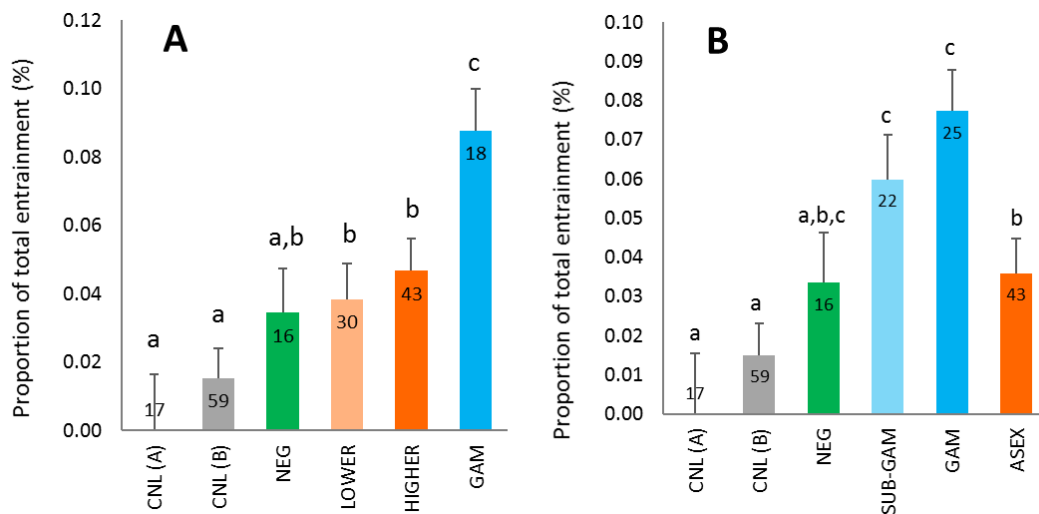 A
Proportion of total entrainment (%)
0.12
0.10
0.08
0.06
0.04
0.02
0.00
a
a
a,b
b
b
c
17
59
16
30
43
18
CNL (A)
CNL (B)
NEG
LOWER
HIGHER
GAM
B
Proportion of total entrainment (%)
0.10
0.09
0.08
0.07
0.06
0.05
0.04
0.03
0.02
0.01
0.00
a
a
a,b,c
c
c
b
17
59
16
22
25
43
CNL (A)
CNL (B)
NEG
SUB-GAM
GAM
ASEX